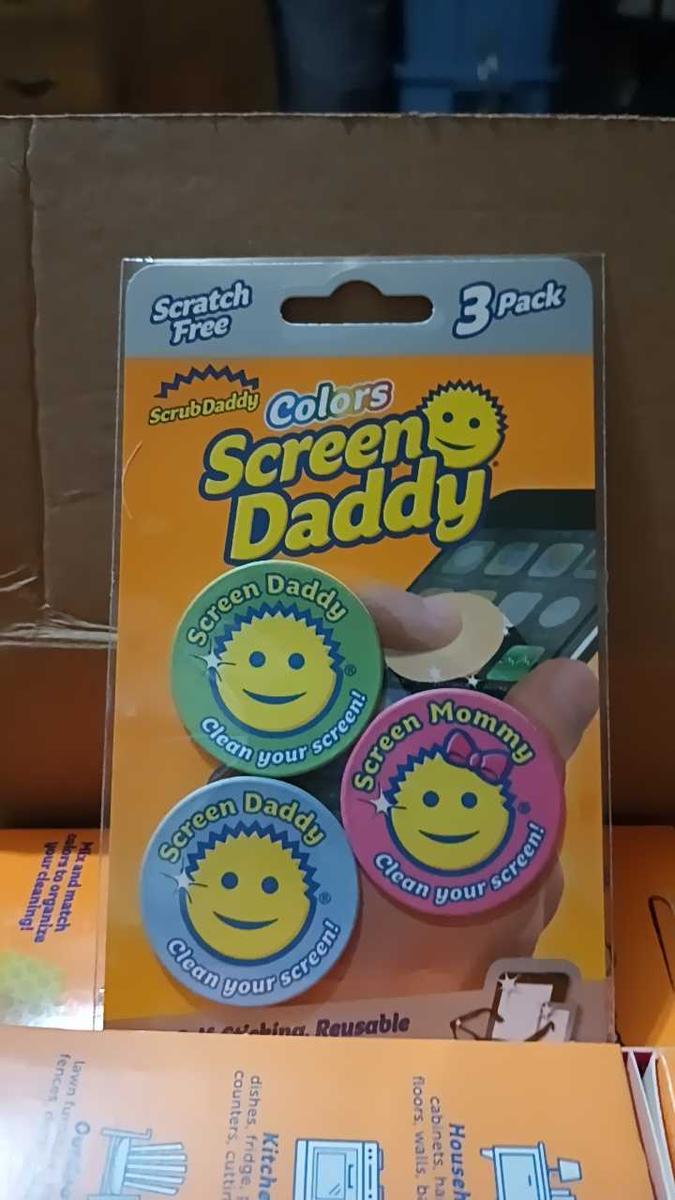 Scratch
Free
3 Pack
ScrubDaddy
Colors
Screen
Daddy
Screen Daddy
Clean your screen!
Screen Mommy
Clean your screen!
Screen Daddy
Clean your screen!
Reusable
Mix and match
colors to organize
your cleaning!
lawn
fences
dishes, fridge,
counters,
Househ
cabinets,
floors, walls,